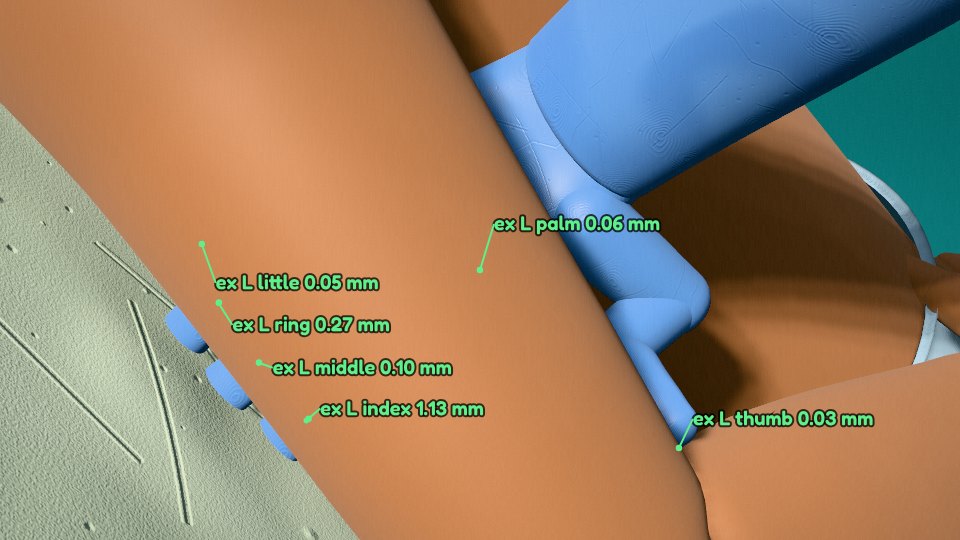 ex L palm 0.06 mm
ex L little 0.05 mm
ex L ring 0.27 mm
ex L middle 0.10 mm
ex L index 1.13 mm
ex L thumb 0.03 mm